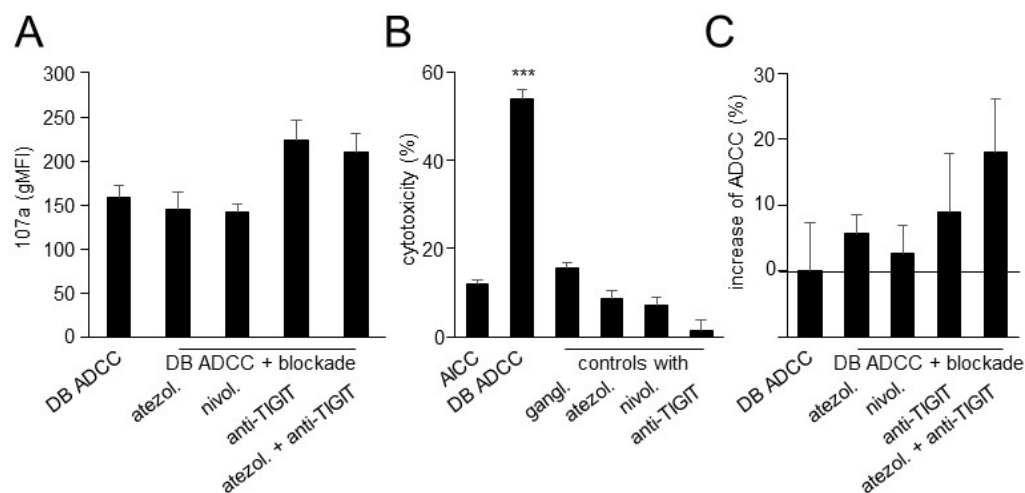 A
107a (gMFI)
300
250
200
150
100
50
0
DB ADCC
DB ADCC + blockade
atezol.
nivol.
anti-TIGIT
atezol. + anti-TIGIT
B
cytotoxicity (%)
60
40
20
0
***
AICC
DB ADCC
controls with
gangl.
atezol.
nivol.
anti-TIGIT
C
increase of ADCC (%)
30
20
10
0
DB ADCC
DB ADCC + blockade
atezol.
nivol.
anti-TIGIT
atezol. + anti-TIGIT